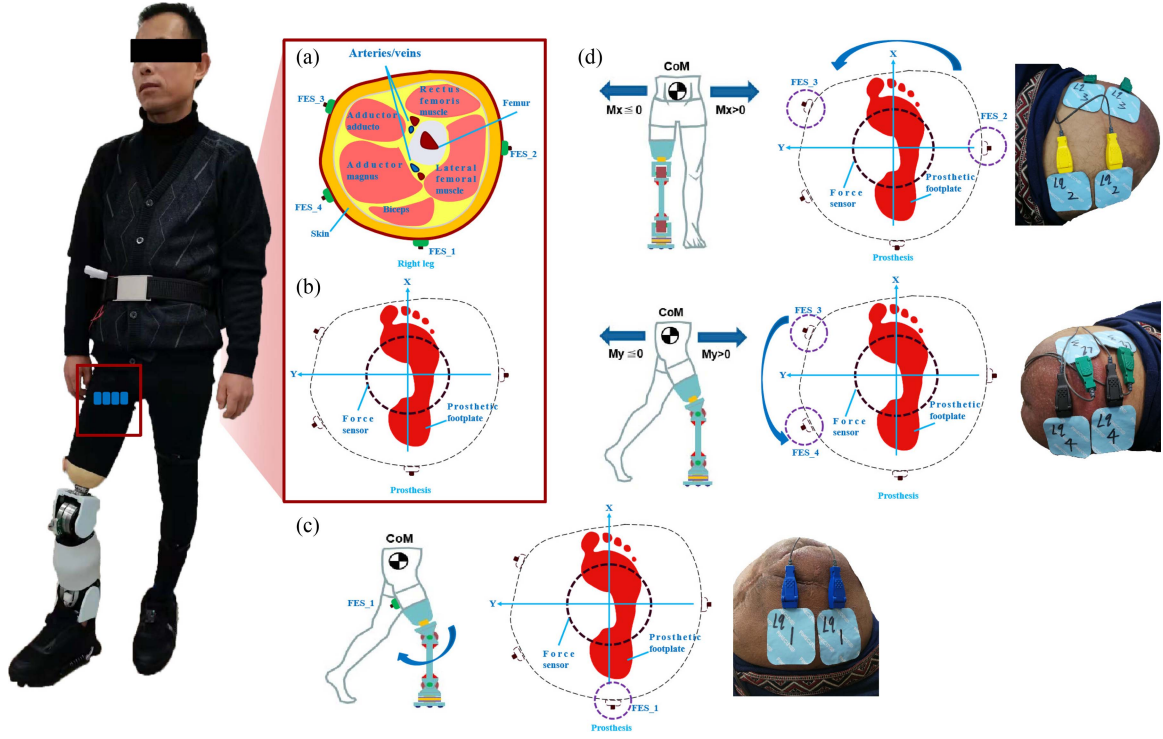 (a)
Arteries/veins
FES_3
Rectus
femoris
muscle
Femur
Adductor
adducto
FES_2
Adductor
magnus
Lateral
femoral
muscle
FES_4
Biceps
Skin
FES_1
Right leg
(b)
X
Y
Force
sensor
Prosthetic
footplate
Prosthesis
(c)
CoM
FES_1
X
Y
Force
sensor
Prosthetic
footplate
FES_1
Prosthesis
L9
1
L9
1
(d)
CoM
Mx≦0
Mx>0
X
FES_3
FES_2
Y
Force
sensor
Prosthetic
footplate
Prosthesis
L9
3
L9
3
L9
2
L9
2
CoM
My≦0
My>0
X
FES_3
Y
Force
sensor
Prosthetic
footplate
FES_4
Prosthesis
L9
4
L9
4